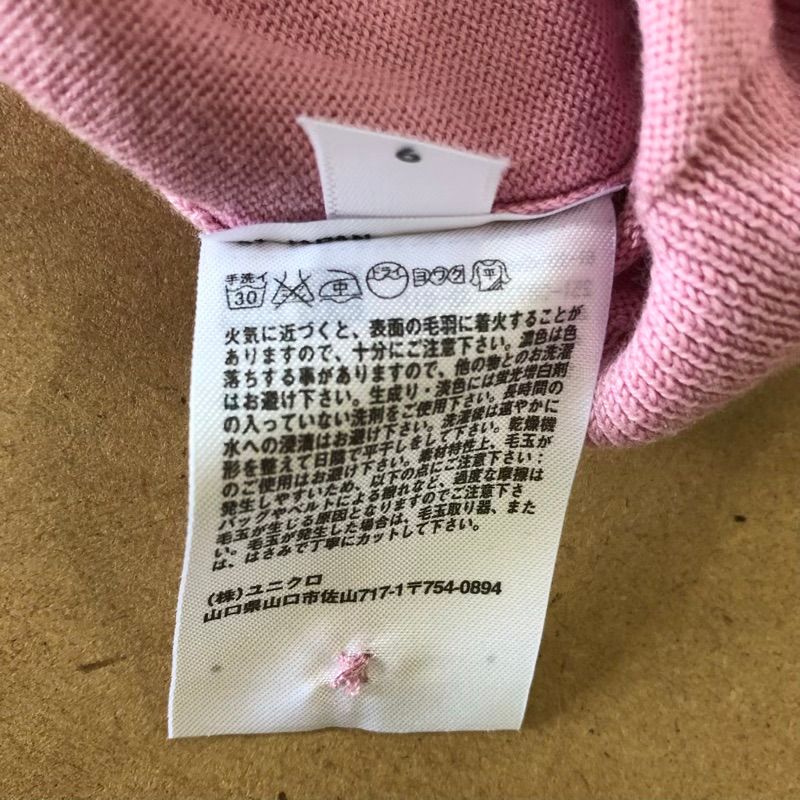 6
JAPAN
手洗イ
30
中
ドライ
ヨワク
平
火気に近づくと、表面の毛羽に着火することが
ありますので、十分にご注意下さい。濃色は色
落ちする事がありますので、他の物とのお洗濯
はお避け下さい。生成り・淡色には蛍光増白剤
の入っていない洗剤をご使用下さい。長時間の
水への浸漬はお避け下さい。洗濯後は速やかに
形を整えて日陰で平干しをして下さい。乾燥機
のご使用はお避け下さい。素材特性上、毛玉が
発生しやすいため、以下の点にご注意下さい:
バッグやベルトによる擦れなど、過度な摩擦は
毛玉が生じる原因となりますのでご注意下さ
い。毛玉が発生した場合は、毛玉取り器、また
は、はさみで丁寧にカットして下さい。
(株)ユニクロ
山口県山口市佐山717-1〒754-0894